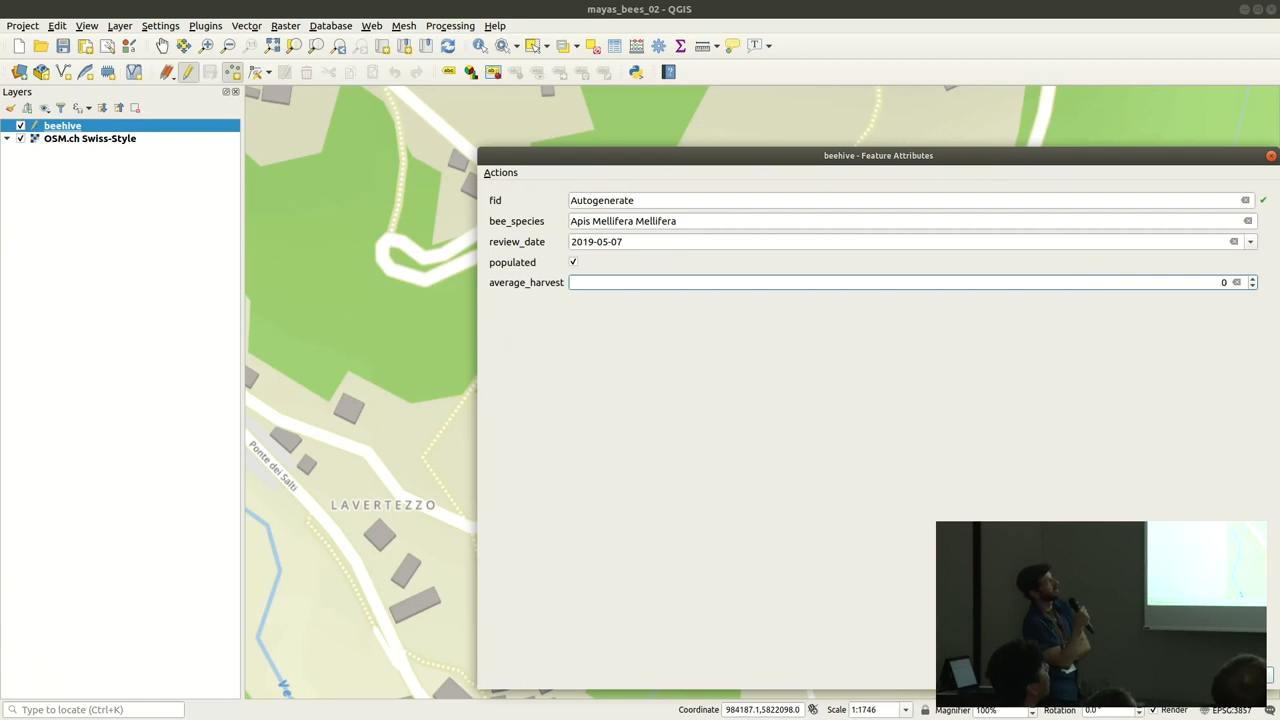 mayas_bees_02 - QGIS
Project Edit View Layer Settings Plugins Vector Raster Database Web Mesh Processing Help
Layers
beehive
OSM.ch Swiss-Style
beehive - Feature Attributes
Actions
fid Autogenerate
bee_species Apis Mellifera Mellifera
review_date 2019-05-07
populated
average_harvest 0
Ponte dei Salti
LAVERTEZZO
Ve
Type to locate (Ctrl+K)
Coordinate 984187.1,5822098.0 Scale 1:1746 Magnifier 100% Rotation 0.0° Render EPSG:3857